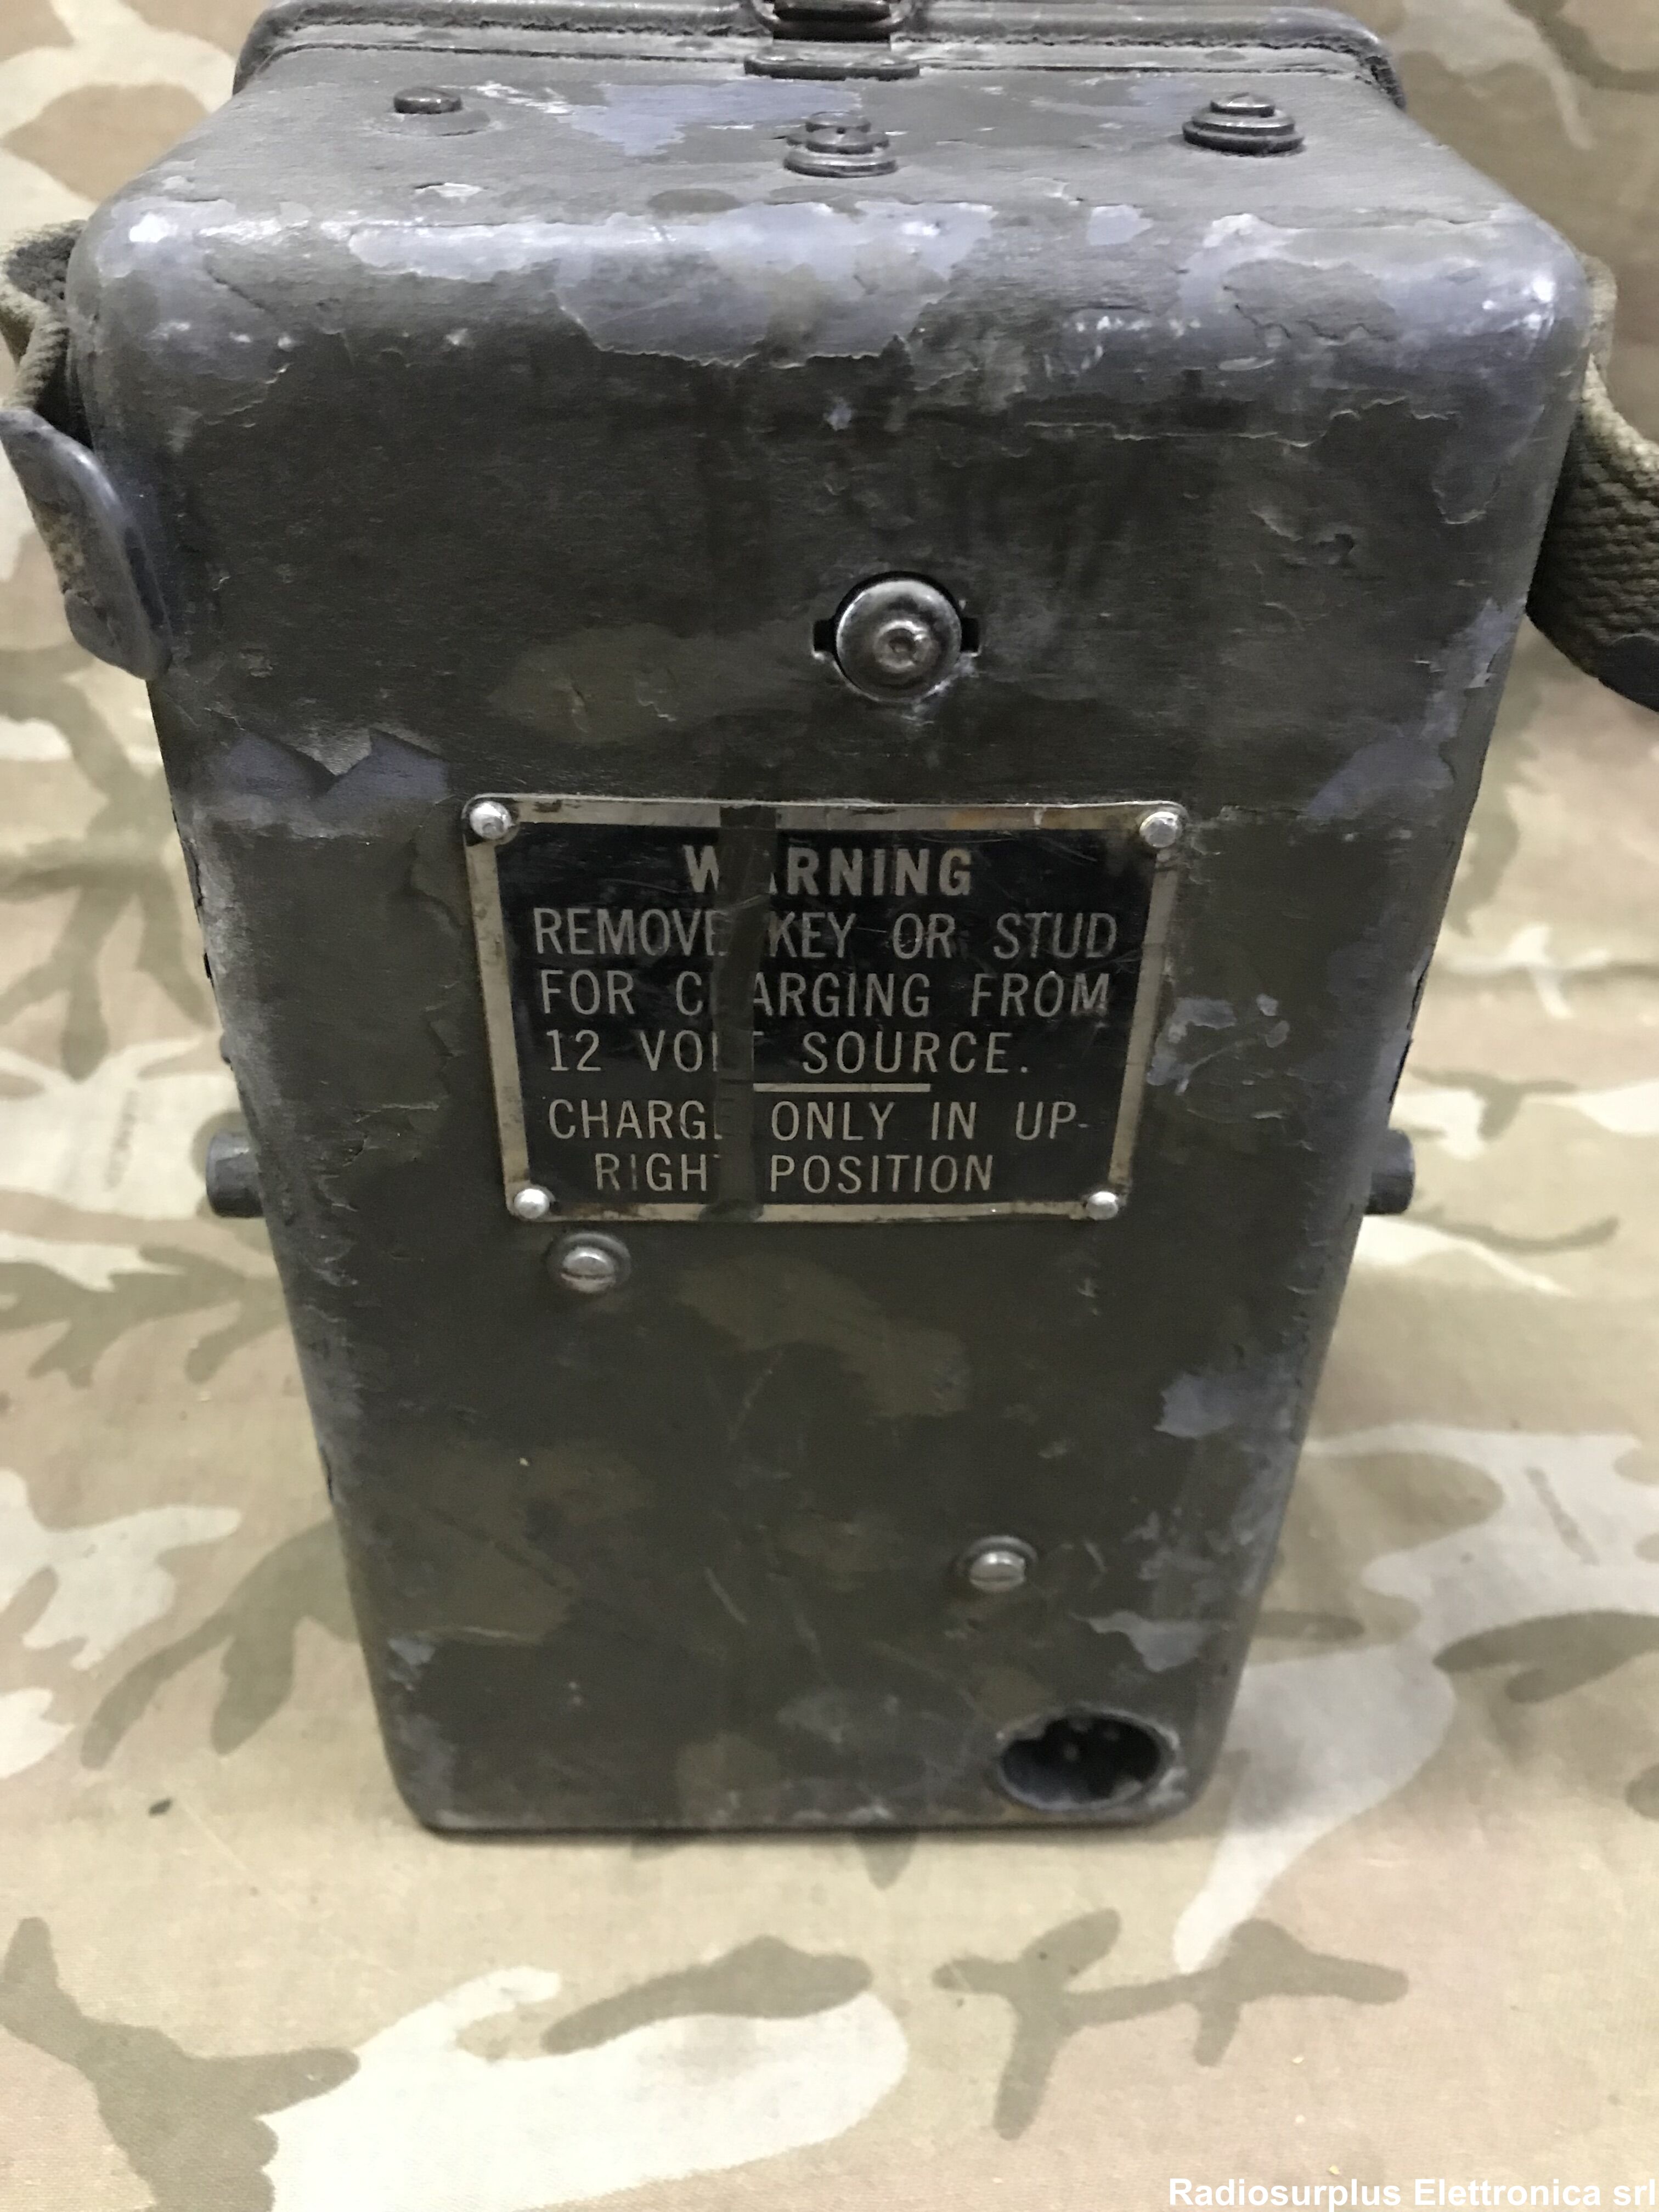 WARNING
REMOVE KEY OR STUD
FOR CHARGING FROM
12 VOLT SOURCE.
CHARGE ONLY IN UP-
RIGHT POSITION
Radiosurplus Elettronica srl